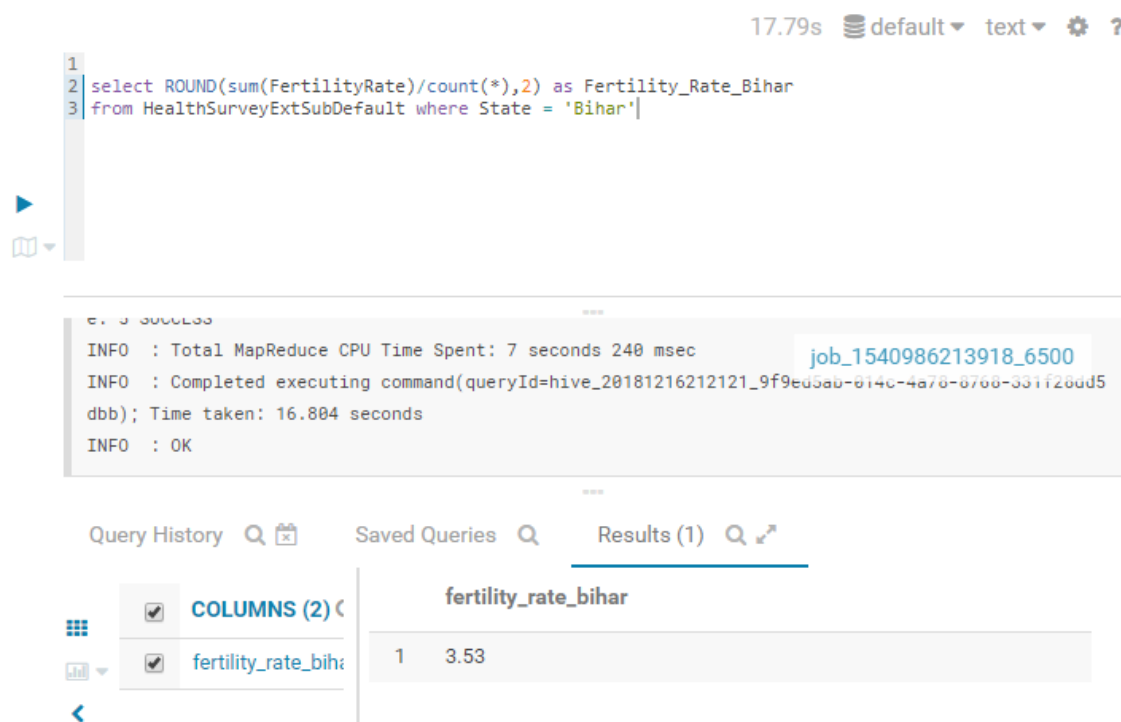 17.79s default text ?
1
2 select ROUND(sum(FertilityRate)/count(*),2) as Fertility_Rate_Bihar
3 from HealthSurveyExtSubDefault where State = 'Bihar'
e: 5 SUCCESS
INFO : Total MapReduce CPU Time Spent: 7 seconds 240 msec
job_1540986213918_6500
INFO : Completed executing command(queryId=hive_20181216212121_9f9ed5ab-014c-4a78-8768-331f28dd5
dbb); Time taken: 16.804 seconds
INFO : OK
Query History Saved Queries Results (1)
COLUMNS (2) fertility_rate_bihar
fertility_rate_biha 1 3.53